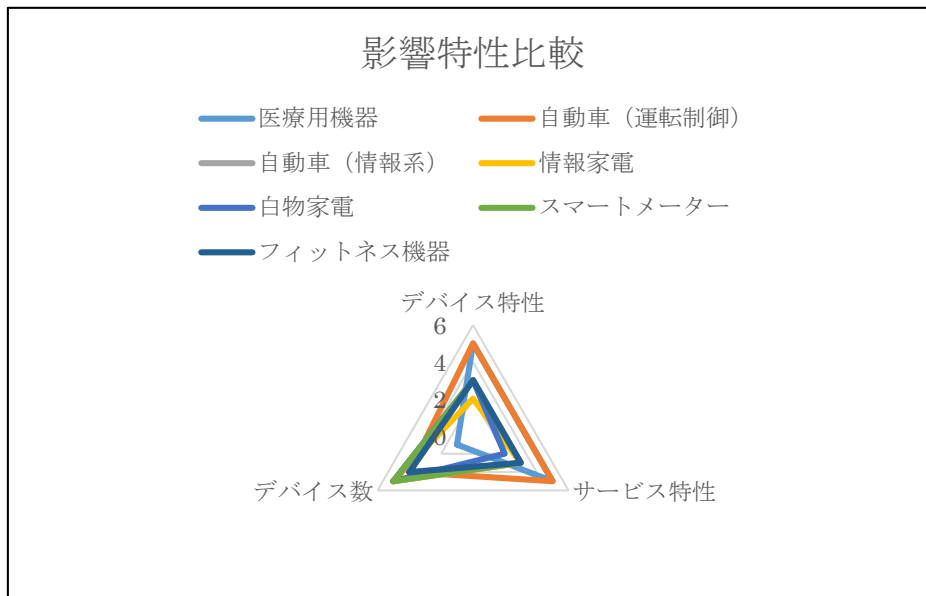 影響特性比較
医療用機器
自動車（運転制御）
自動車（情報系）
情報家電
白物家電
スマートメーター
フィットネス機器
デバイス特性
6
4
2
0
デバイス数
サービス特性